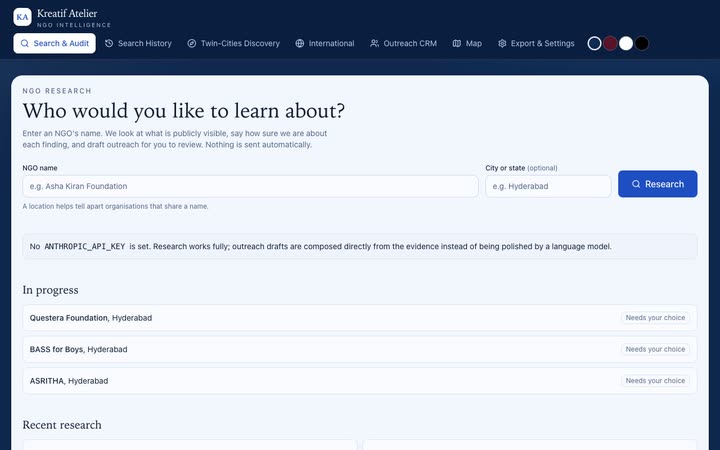 KA
Kreatif Atelier
NGO INTELLIGENCE
Search & Audit
Search History
Twin-Cities Discovery
International
Outreach CRM
Map
Export & Settings
NGO RESEARCH
Who would you like to learn about?
Enter an NGO's name. We look at what is publicly visible, say how sure we are about
each finding, and draft outreach for you to review. Nothing is sent automatically.
NGO name
City or state (optional)
e.g. Asha Kiran Foundation
e.g. Hyderabad
Research
A location helps tell apart organisations that share a name.
No ANTHROPIC_API_KEY is set. Research works fully; outreach drafts are composed directly from the evidence instead of being polished by a language model.
In progress
Questera Foundation, Hyderabad
Needs your choice
BASS for Boys, Hyderabad
Needs your choice
ASRITHA, Hyderabad
Needs your choice
Recent research